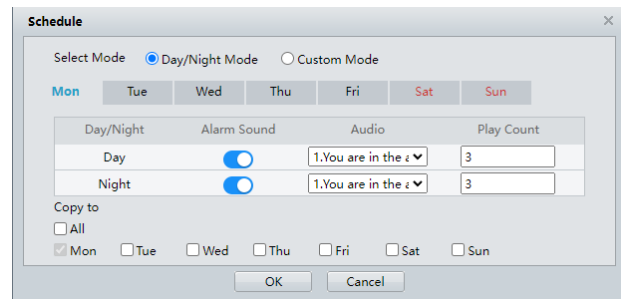 Schedule
Select Mode Day/Night Mode Custom Mode
Mon Tue Wed Thu Fri Sat Sun
Day/Night Alarm Sound Audio Play Count
Day 1.You are in the 3
Night 1.You are in the 3
Copy to
All
Mon Tue Wed Thu Fri Sat Sun
OK Cancel